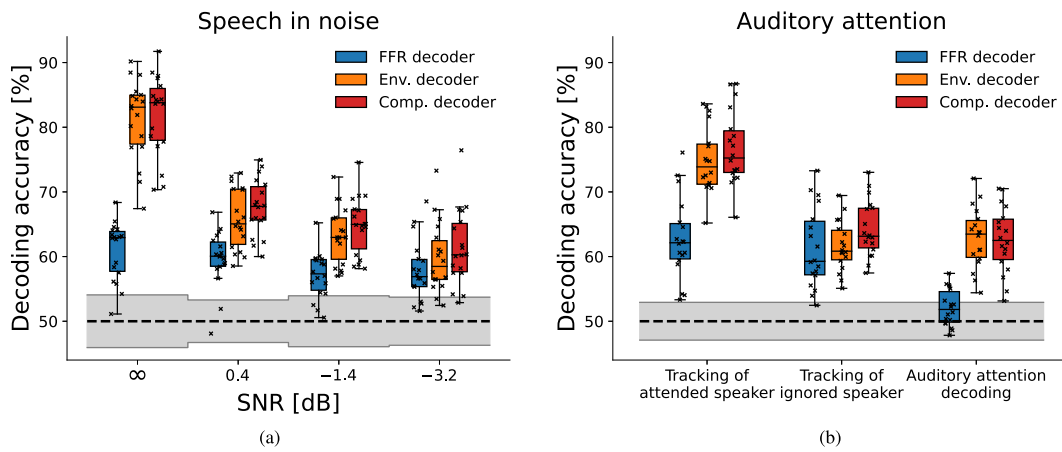 Speech in noise
Decoding accuracy [%]
90
80
70
60
50
FFR decoder
Env. decoder
Comp. decoder
∞
0.4
−1.4
−3.2
SNR [dB]
(a)
Auditory attention
Decoding accuracy [%]
90
80
70
60
50
FFR decoder
Env. decoder
Comp. decoder
Tracking of
attended speaker
Tracking of
ignored speaker
Auditory attention
decoding
(b)